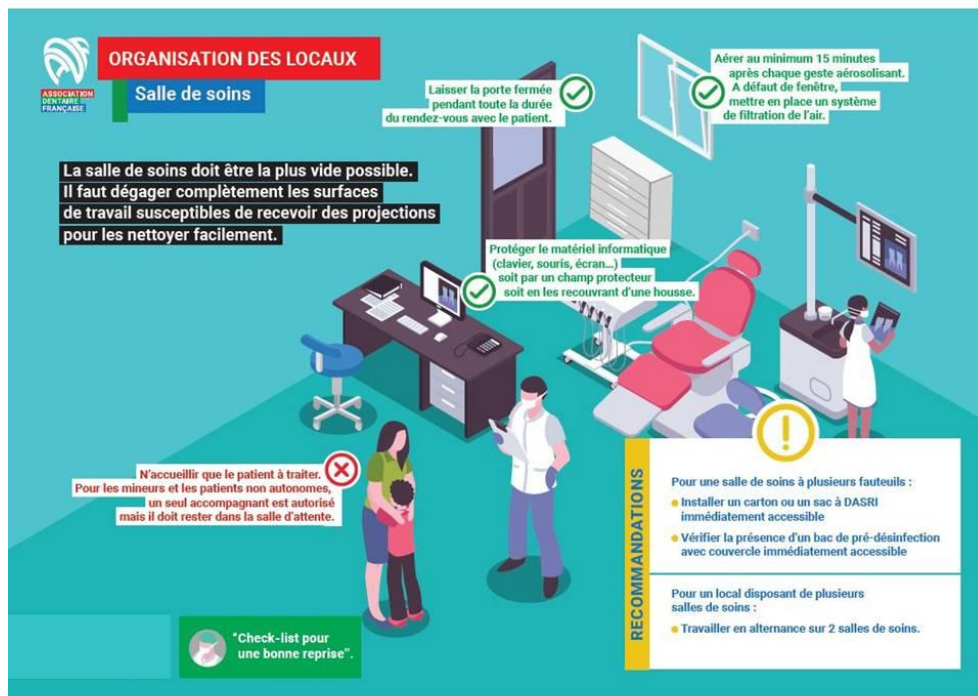 ASSOCIATION
DENTAIRE
FRANÇAISE
ORGANISATION DES LOCAUX
Salle de soins
La salle de soins doit être la plus vide possible.
Il faut dégager complètement les surfaces
de travail susceptibles de recevoir des projections
pour les nettoyer facilement.
Laisser la porte fermée
pendant toute la durée
du rendez-vous avec le patient.
Aérer au minimum 15 minutes
après chaque geste aérosolisant.
A défaut de fenêtre,
mettre en place un système
de filtration de l'air.
Protéger le matériel informatique
(clavier, souris, écran...)
soit par un champ protecteur
soit en les recouvrant d'une housse.
N'accueillir que le patient à traiter.
Pour les mineurs et les patients non autonomes,
un seul accompagnant est autorisé
mais il doit rester dans la salle d'attente.
RECOMMANDATIONS
Pour une salle de soins à plusieurs fauteuils :
Installer un carton ou un sac à DASRI
immédiatement accessible
Vérifier la présence d'un bac de pré-désinfection
avec couvercle immédiatement accessible
Pour un local disposant de plusieurs
salles de soins :
Travailler en alternance sur 2 salles de soins.
"Check-list pour
une bonne reprise".